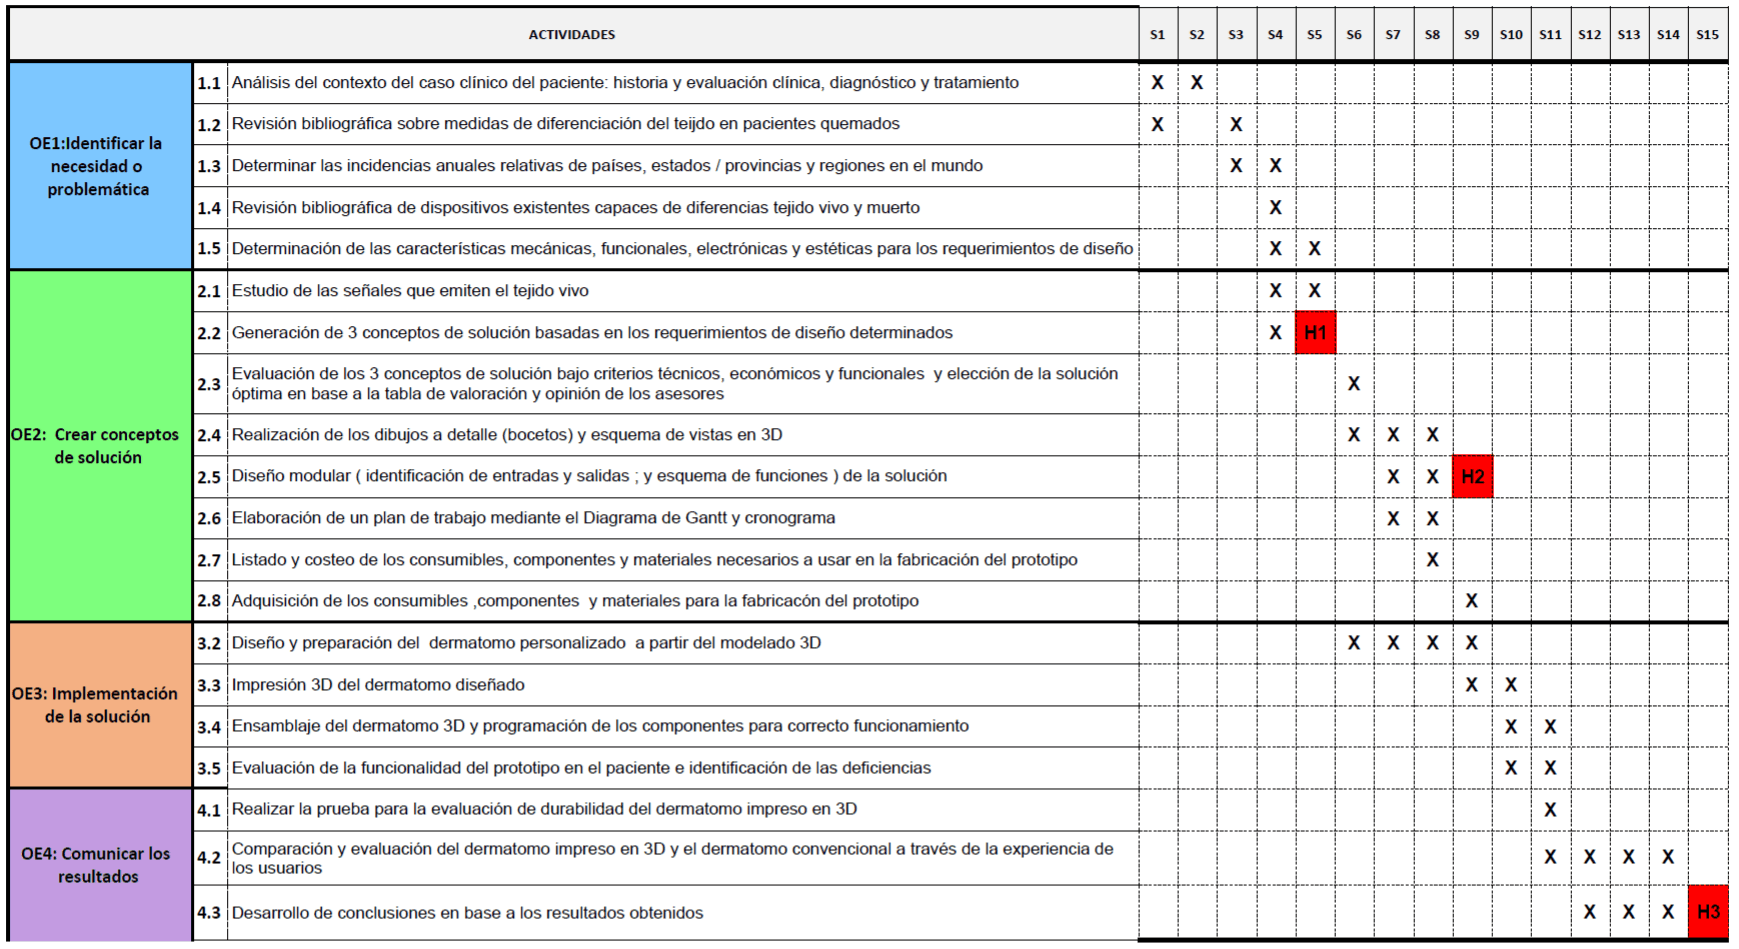 ACTIVIDADES S1 S2 S3 S4 S5 S6 S7 S8 S9 S10 S11 S12 S13 S14 S15
OE1:Identificar la
necesidad o
problemática
1.1 Análisis del contexto del caso clínico del paciente: historia y evaluación clínica, diagnóstico y tratamiento X X
1.2 Revisión bibliográfica sobre medidas de diferenciación del teijdo en pacientes quemados X X
1.3 Determinar las incidencias anuales relativas de países, estados / provincias y regiones en el mundo X X
1.4 Revisión bibliográfica de dispositivos existentes capaces de diferencias tejido vivo y muerto X
1.5 Determinación de las características mecánicas, funcionales, electrónicas y estéticas para los requerimientos de diseño X X
OE2: Crear conceptos
de solución
2.1 Estudio de las señales que emiten el tejido vivo X X
2.2 Generación de 3 conceptos de solución basadas en los requerimientos de diseño determinados X H1
2.3 Evaluación de los 3 conceptos de solución bajo criterios técnicos, económicos y funcionales y elección de la solución
óptima en base a la tabla de valoración y opinión de los asesores X
2.4 Realización de los dibujos a detalle (bocetos) y esquema de vistas en 3D X X X
2.5 Diseño modular ( identificación de entradas y salidas ; y esquema de funciones ) de la solución X X H2
2.6 Elaboración de un plan de trabajo mediante el Diagrama de Gantt y cronograma X X
2.7 Listado y costeo de los consumibles, componentes y materiales necesarios a usar en la fabricación del prototipo X
2.8 Adquisición de los consumibles ,componentes y materiales para la fabricacón del prototipo X
OE3: Implementación
de la solución
3.2 Diseño y preparación del dermatomo personalizado a partir del modelado 3D X X X X
3.3 Impresión 3D del dermatomo diseñado X X
3.4 Ensamblaje del dermatomo 3D y programación de los componentes para correcto funcionamiento X X
3.5 Evaluación de la funcionalidad del prototipo en el paciente e identificación de las deficiencias X X
OE4: Comunicar los
resultados
4.1 Realizar la prueba para la evaluación de durabilidad del dermatomo impreso en 3D X
4.2 Comparación y evaluación del dermatomo impreso en 3D y el dermatomo convencional a través de la experiencia de
los usuarios X X X X
4.3 Desarrollo de conclusiones en base a los resultados obtenidos X X X H3